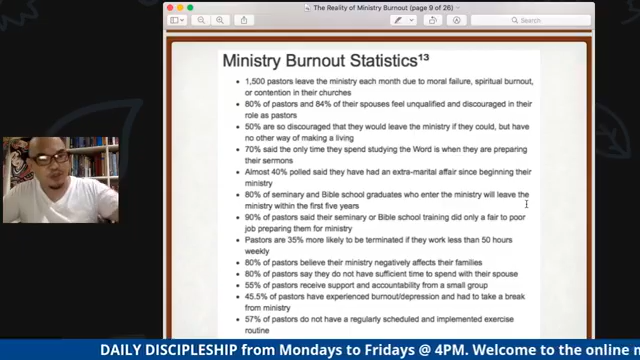 The Reality of Ministry Burnout (page 9 of 26)
Search
Ministry Burnout Statistics¹³
• 1,500 pastors leave the ministry each month due to moral failure, spiritual burnout,
or contention in their churches
• 80% of pastors and 84% of their spouses feel unqualified and discouraged in their
role as pastors
• 50% are so discouraged that they would leave the ministry if they could, but have
no other way of making a living
• 70% said the only time they spend studying the Word is when they are preparing
their sermons
• Almost 40% polled said they have had an extra-marital affair since beginning their
ministry
• 80% of seminary and Bible school graduates who enter the ministry will leave the
ministry within the first five years
• 90% of pastors said their seminary or Bible school training did only a fair to poor
job preparing them for ministry
• Pastors are 35% more likely to be terminated if they work less than 50 hours
weekly
• 80% of pastors believe their ministry negatively affects their families
• 80% of pastors say they do not have sufficient time to spend with their spouse
• 55% of pastors receive support and accountability from a small group
• 45.5% of pastors have experienced burnout/depression and had to take a break
from ministry
• 57% of pastors do not have a regularly scheduled and implemented exercise
routine
DAILY DISCIPLESHIP from Mondays to Fridays @ 4PM. Welcome to the online m